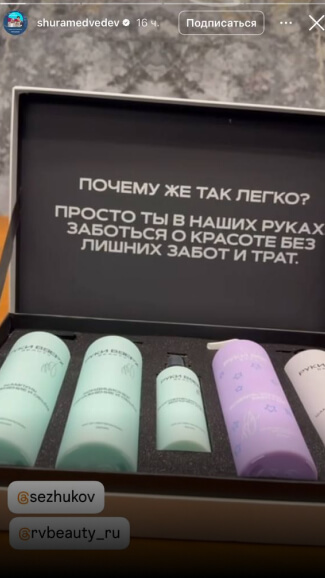 shuramedvedev 16 ч.
Подписаться
ПОЧЕМУ ЖЕ ТАК ЛЕГКО?
ПРОСТО ТЫ В НАШИХ РУКАХ
ЗАБОТЬСЯ О КРАСОТЕ БЕЗ
ЛИШНИХ ЗАБОТ И ТРАТ.
@sezhukov
@rvbeauty_ru